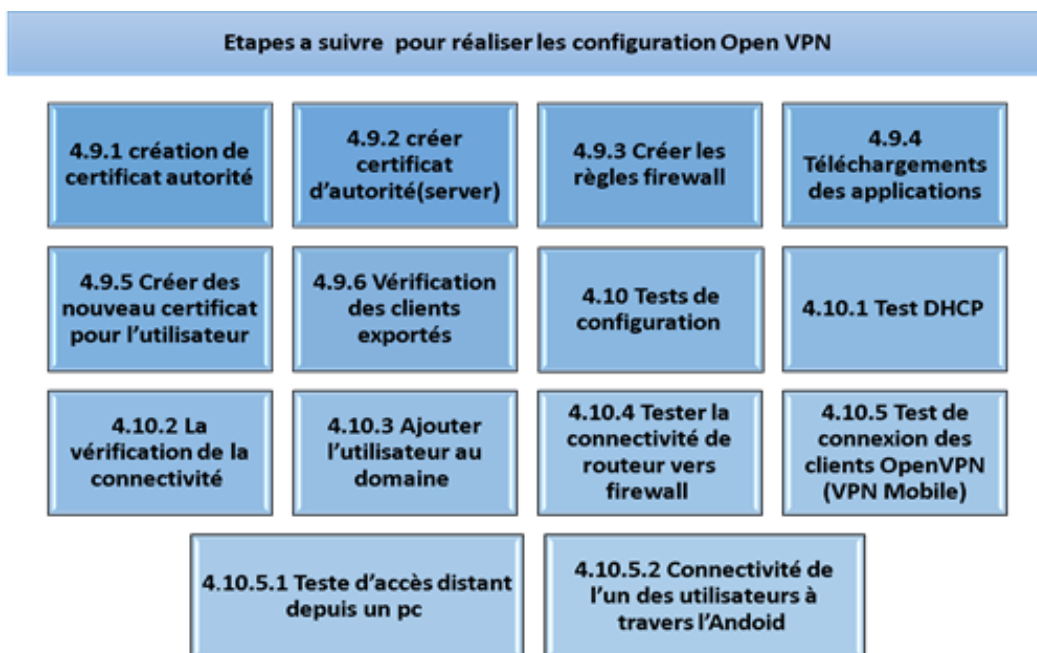 Etapes a suivre pour réaliser les configuration Open VPN
4.9.1 création de
certificat autorité
4.9.2 créer
certificat
d'autorité(server)
4.9.3 Créer les
règles firewall
4.9.4
Téléchargements
des applications
4.9.5 Créer des
nouveau certificat
pour l'utilisateur
4.9.6 Vérification
des clients
exportés
4.10 Tests de
configuration
4.10.1 Test DHCP
4.10.2 La
vérification de la
connectivité
4.10.3 Ajouter
l'utilisateur au
domaine
4.10.4 Tester la
connectivité de
routeur vers
firewall
4.10.5 Test de
connexion des
clients OpenVPN
(VPN Mobile)
4.10.5.1 Teste d'accès distant
depuis un pc
4.10.5.2 Connectivité de
l'un des utilisateurs à
travers l'Andoid